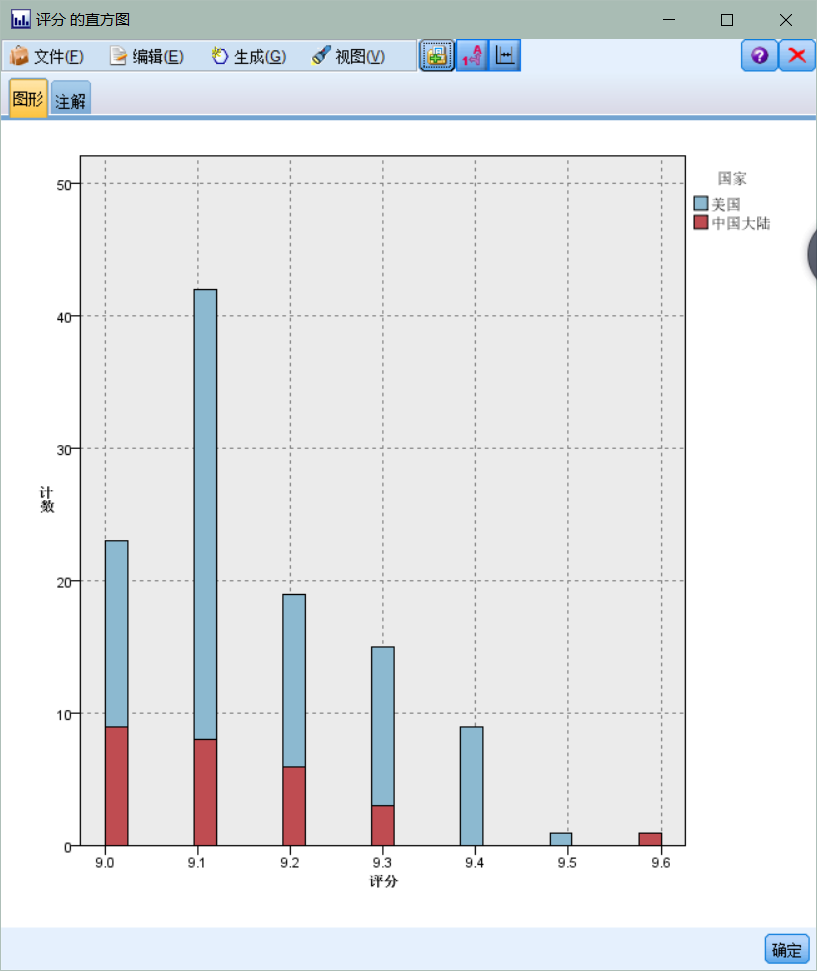 评分 的直方图
文件(F) 编辑(E) 生成(G) 视图(V)
图形 注解
国家
美国
中国大陆
50
40
30
20
10
0
计数
9.0 9.1 9.2 9.3 9.4 9.5 9.6
评分
确定